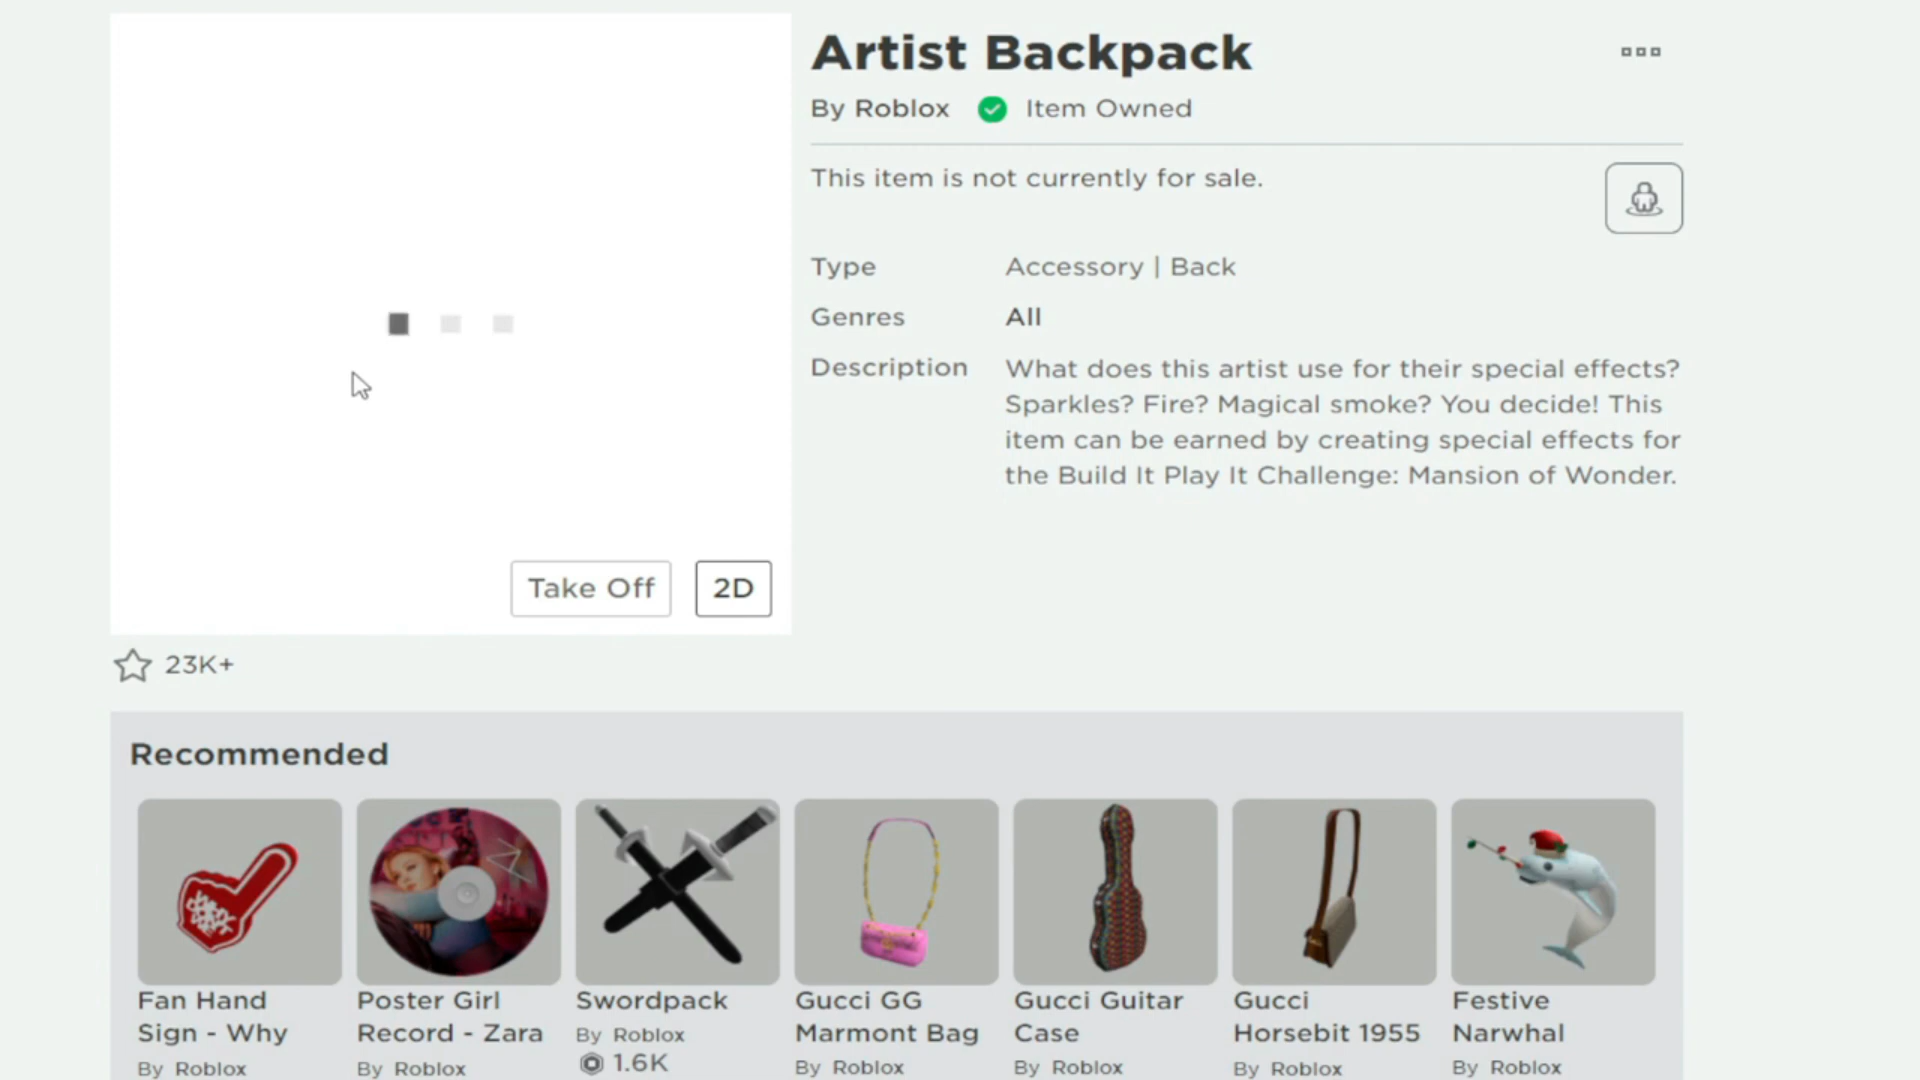 Artist Backpack
By Roblox Item Owned
This item is not currently for sale.
Type Accessory | Back
Genres All
Description What does this artist use for their special effects?
Sparkles? Fire? Magical smoke? You decide! This
item can be earned by creating special effects for
the Build It Play It Challenge: Mansion of Wonder.
Take Off 2D
23K+
Recommended
Fan Hand
Sign - Why
By Roblox
Poster Girl
Record - Zara
By Roblox
Swordpack
By Roblox
1.6K
Gucci GG
Marmont Bag
By Roblox
Gucci Guitar
Case
By Roblox
Gucci
Horsebit 1955
By Roblox
Festive
Narwhal
By Roblox